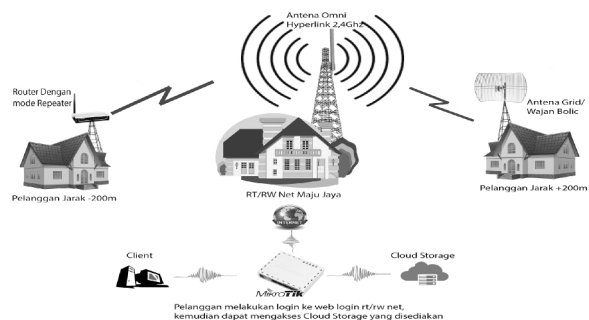 Antena Omni
Hyperlink 2,4Ghz
Router Dengan
mode Repeater
Antena Grid/
Wajan Bolic
Pelanggan Jarak -200m
RT/RW Net Maju Jaya
Pelanggan Jarak +200m
INTERNET
Client
Cloud Storage
MikroTik
Pelanggan melakukan login ke web login rt/rw net,
kemudian dapat mengakses Cloud Storage yang disediakan